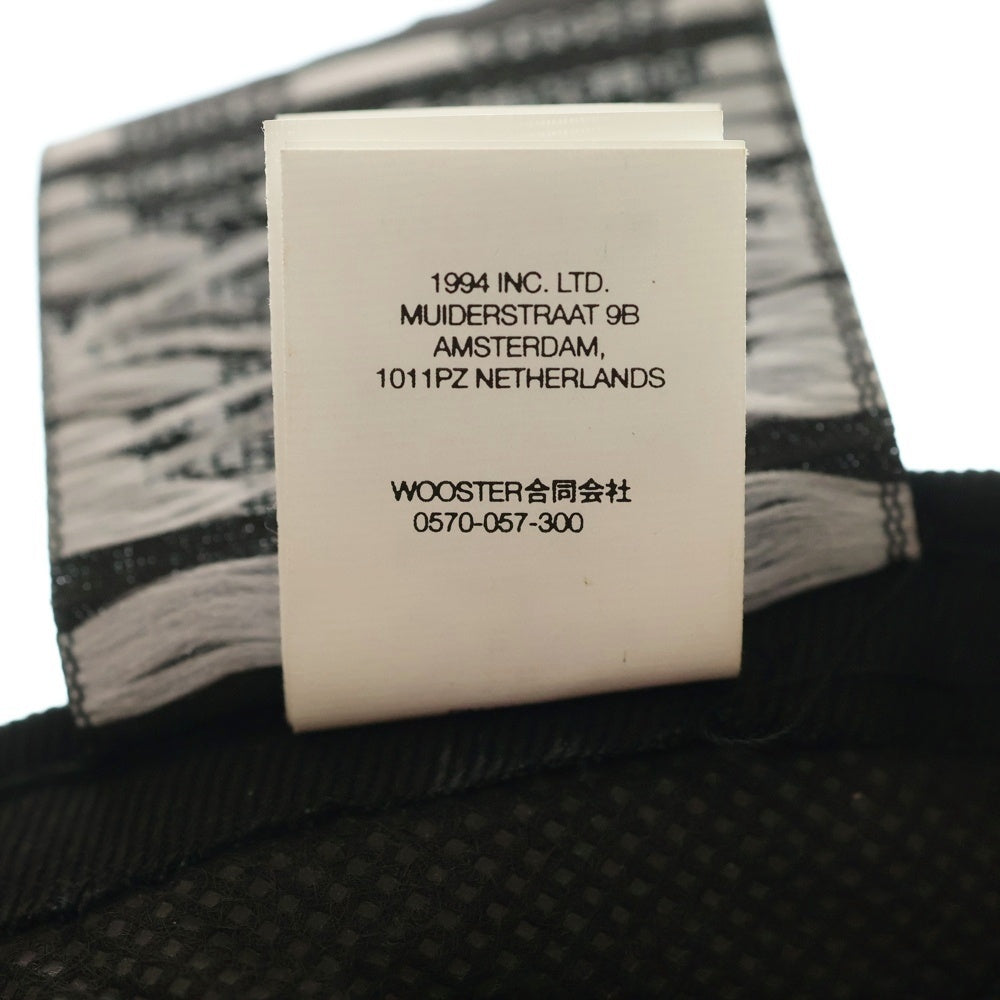 1994 INC. LTD.
MUIDERSTRAAT 9B
AMSTERDAM,
1011PZ NETHERLANDS
WOOSTER合同会社
0570-057-300